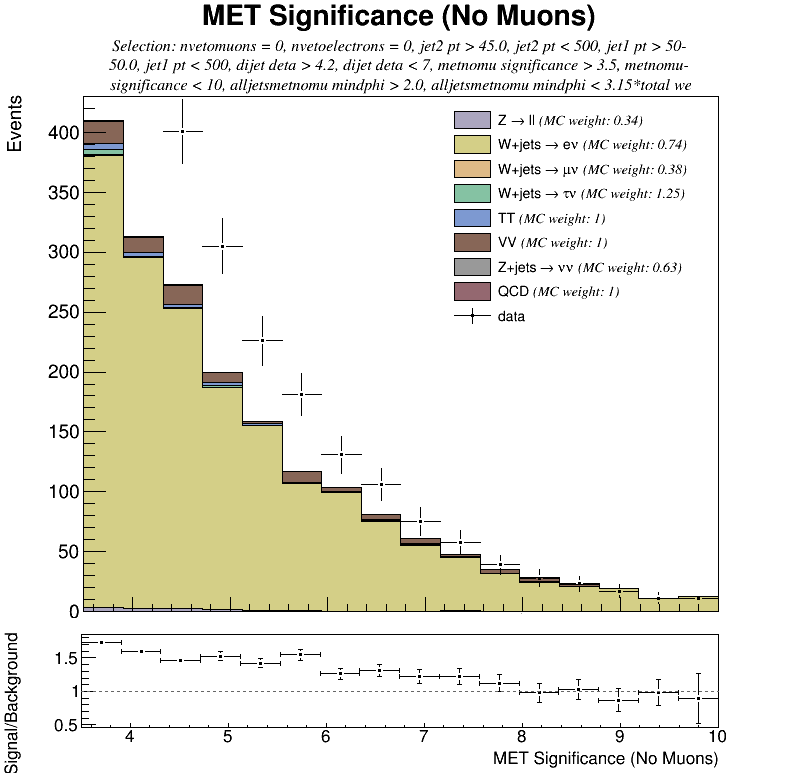 MET Significance (No Muons)
Selection: nvetomuons = 0, nvetoelectrons = 0, jet2 pt > 45.0, jet2 pt < 500, jet1 pt > 50-
50.0, jet1 pt < 500, dijet deta > 4.2, dijet deta < 7, metnomu significance > 3.5, metnomu-
significance < 10, alljetsmetnomu mindphi > 2.0, alljetsmetnomu mindphi < 3.15*total we
Events
400
350
300
250
200
150
100
50
0
Z → ll (MC weight: 0.34)
W+jets → eν (MC weight: 0.74)
W+jets → μν (MC weight: 0.38)
W+jets → τν (MC weight: 1.25)
TT (MC weight: 1)
VV (MC weight: 1)
Z+jets → νν (MC weight: 0.63)
QCD (MC weight: 1)
data
Signal/Background
1.5
1
0.5
4 5 6 7 8 9 10
MET Significance (No Muons)